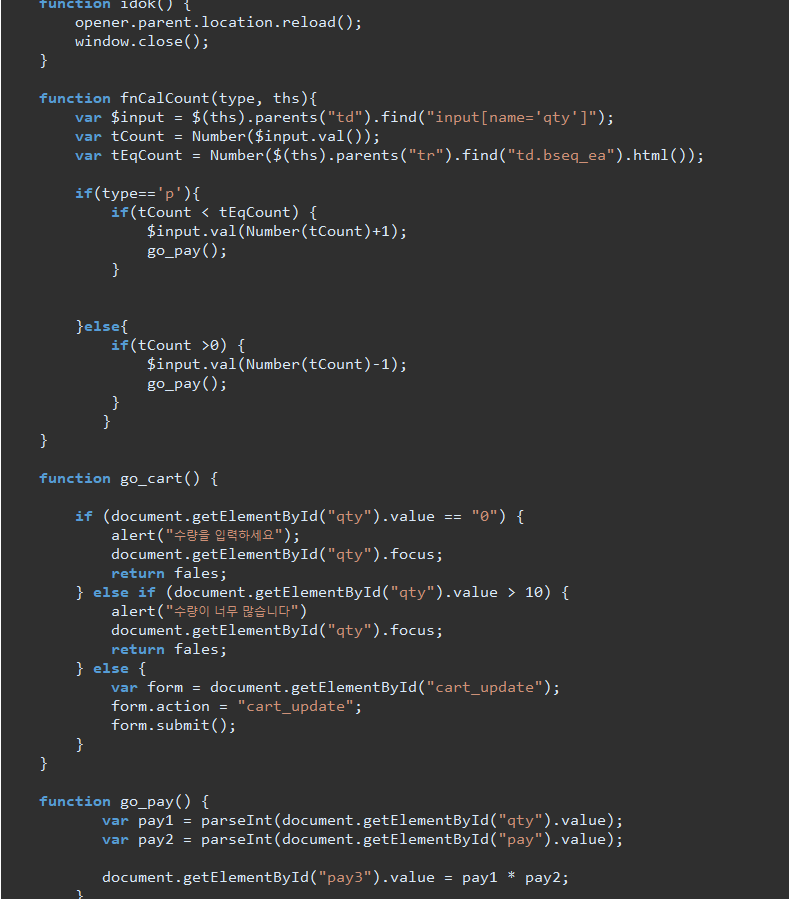 function idok() {
opener.parent.location.reload();
window.close();
}
function fnCalCount(type, ths){
var $input = $(ths).parents("td").find("input[name='qty']");
var tCount = Number($input.val());
var tEqCount = Number($(ths).parents("tr").find("td.bseq_ea").html());
if(type=='p'){
if(tCount < tEqCount) {
$input.val(Number(tCount)+1);
go_pay();
}
}else{
if(tCount >0) {
$input.val(Number(tCount)-1);
go_pay();
}
}
}
function go_cart() {
if (document.getElementById("qty").value == "0") {
alert("수량을 입력하세요");
document.getElementById("qty").focus;
return fales;
} else if (document.getElementById("qty").value > 10) {
alert("수량이 너무 많습니다")
document.getElementById("qty").focus;
return fales;
} else {
var form = document.getElementById("cart_update");
form.action = "cart_update";
form.submit();
}
}
function go_pay() {
var pay1 = parseInt(document.getElementById("qty").value);
var pay2 = parseInt(document.getElementById("pay").value);
document.getElementById("pay3").value = pay1 * pay2;
}